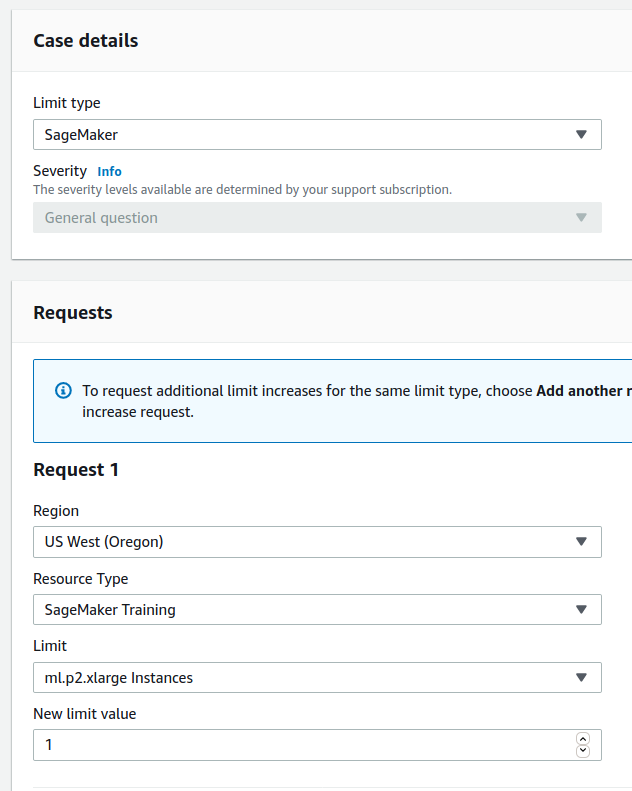 Case details
Limit type
SageMaker
Severity Info
The severity levels available are determined by your support subscription.
General question
Requests
To request additional limit increases for the same limit type, choose Add another r
increase request.
Request 1
Region
US West (Oregon)
Resource Type
SageMaker Training
Limit
ml.p2.xlarge Instances
New limit value
1